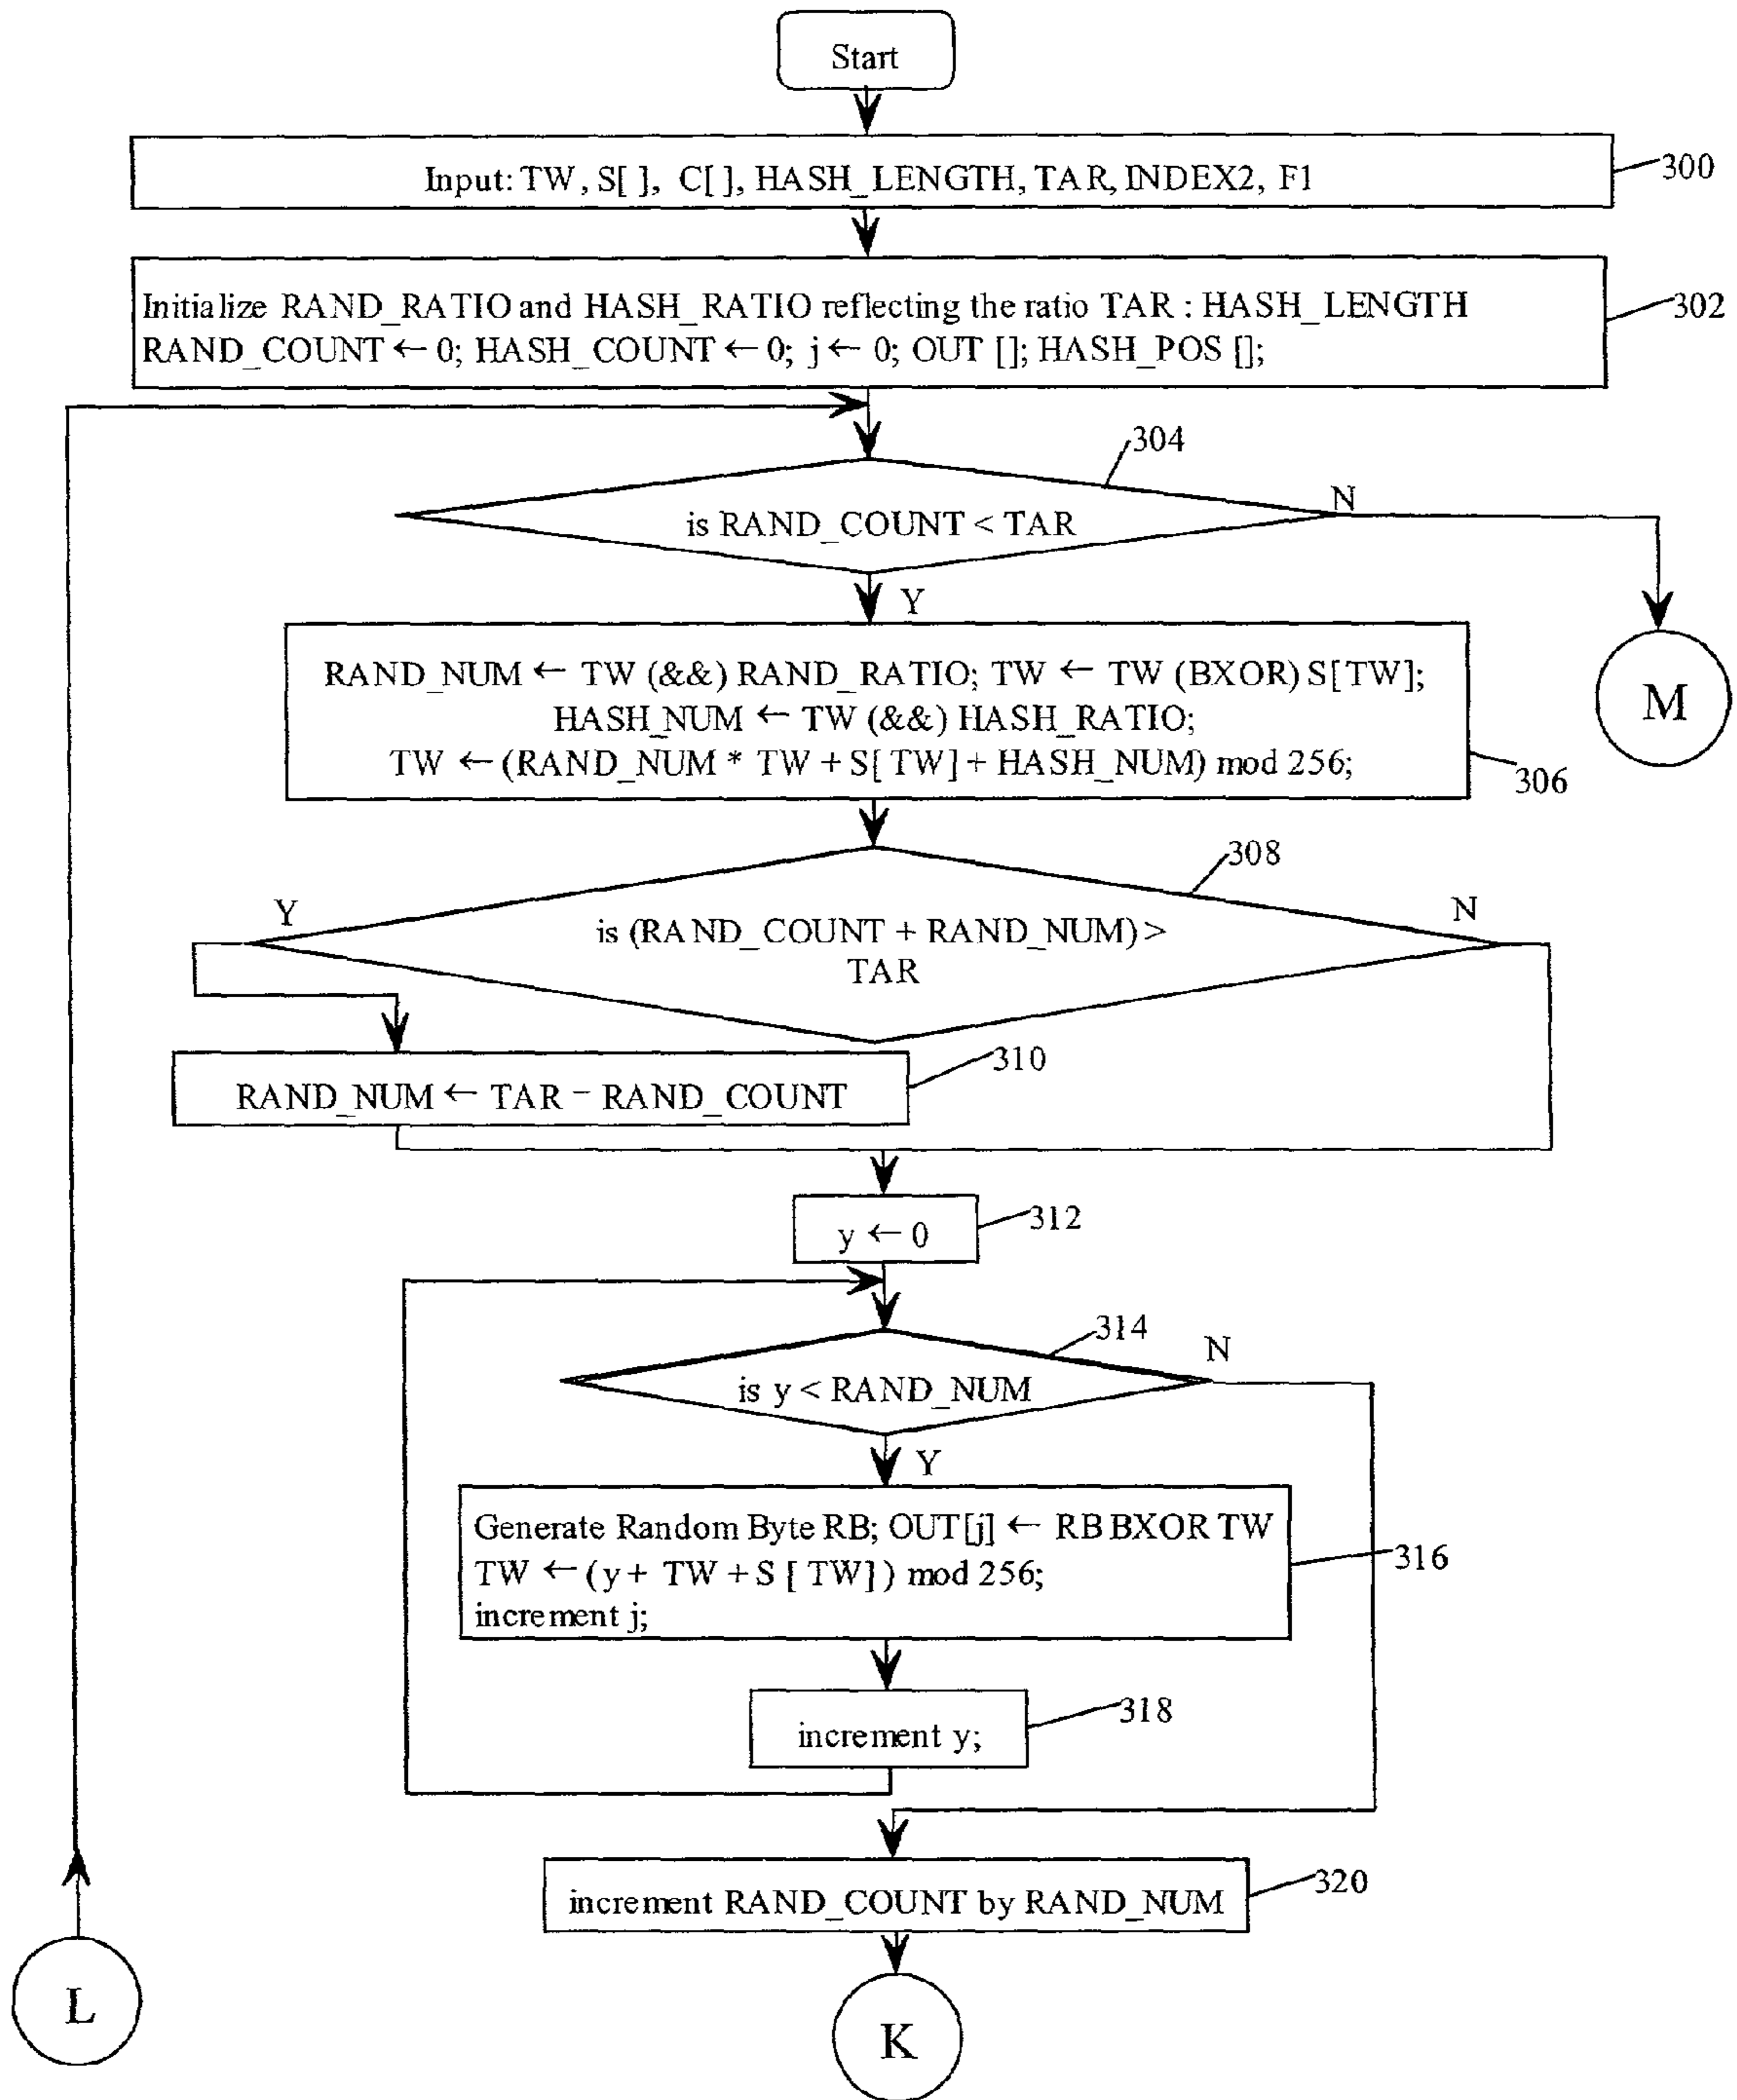 Start
Input: TW, S[ ], C[ ], HASH_LENGTH, TAR, INDEX2, F1
300
Initialize RAND_RATIO and HASH_RATIO reflecting the ratio TAR : HASH_LENGTH
RAND_COUNT ← 0; HASH_COUNT ← 0; j ← 0; OUT []; HASH_POS [];
302
304
is RAND_COUNT < TAR
N
Y
RAND_NUM ← TW (&&) RAND_RATIO; TW ← TW (BXOR) S[TW];
HASH_NUM ← TW (&&) HASH_RATIO;
TW ← (RAND_NUM * TW + S[TW] + HASH_NUM) mod 256;
M
306
308
Y
N
is (RAND_COUNT + RAND_NUM) >
TAR
310
RAND_NUM ← TAR - RAND_COUNT
312
y ← 0
314
N
is y < RAND_NUM
Y
Generate Random Byte RB; OUT[j] ← RB BXOR TW
TW ← (y + TW + S [ TW]) mod 256;
increment j;
316
318
increment y;
320
increment RAND_COUNT by RAND_NUM
L
K